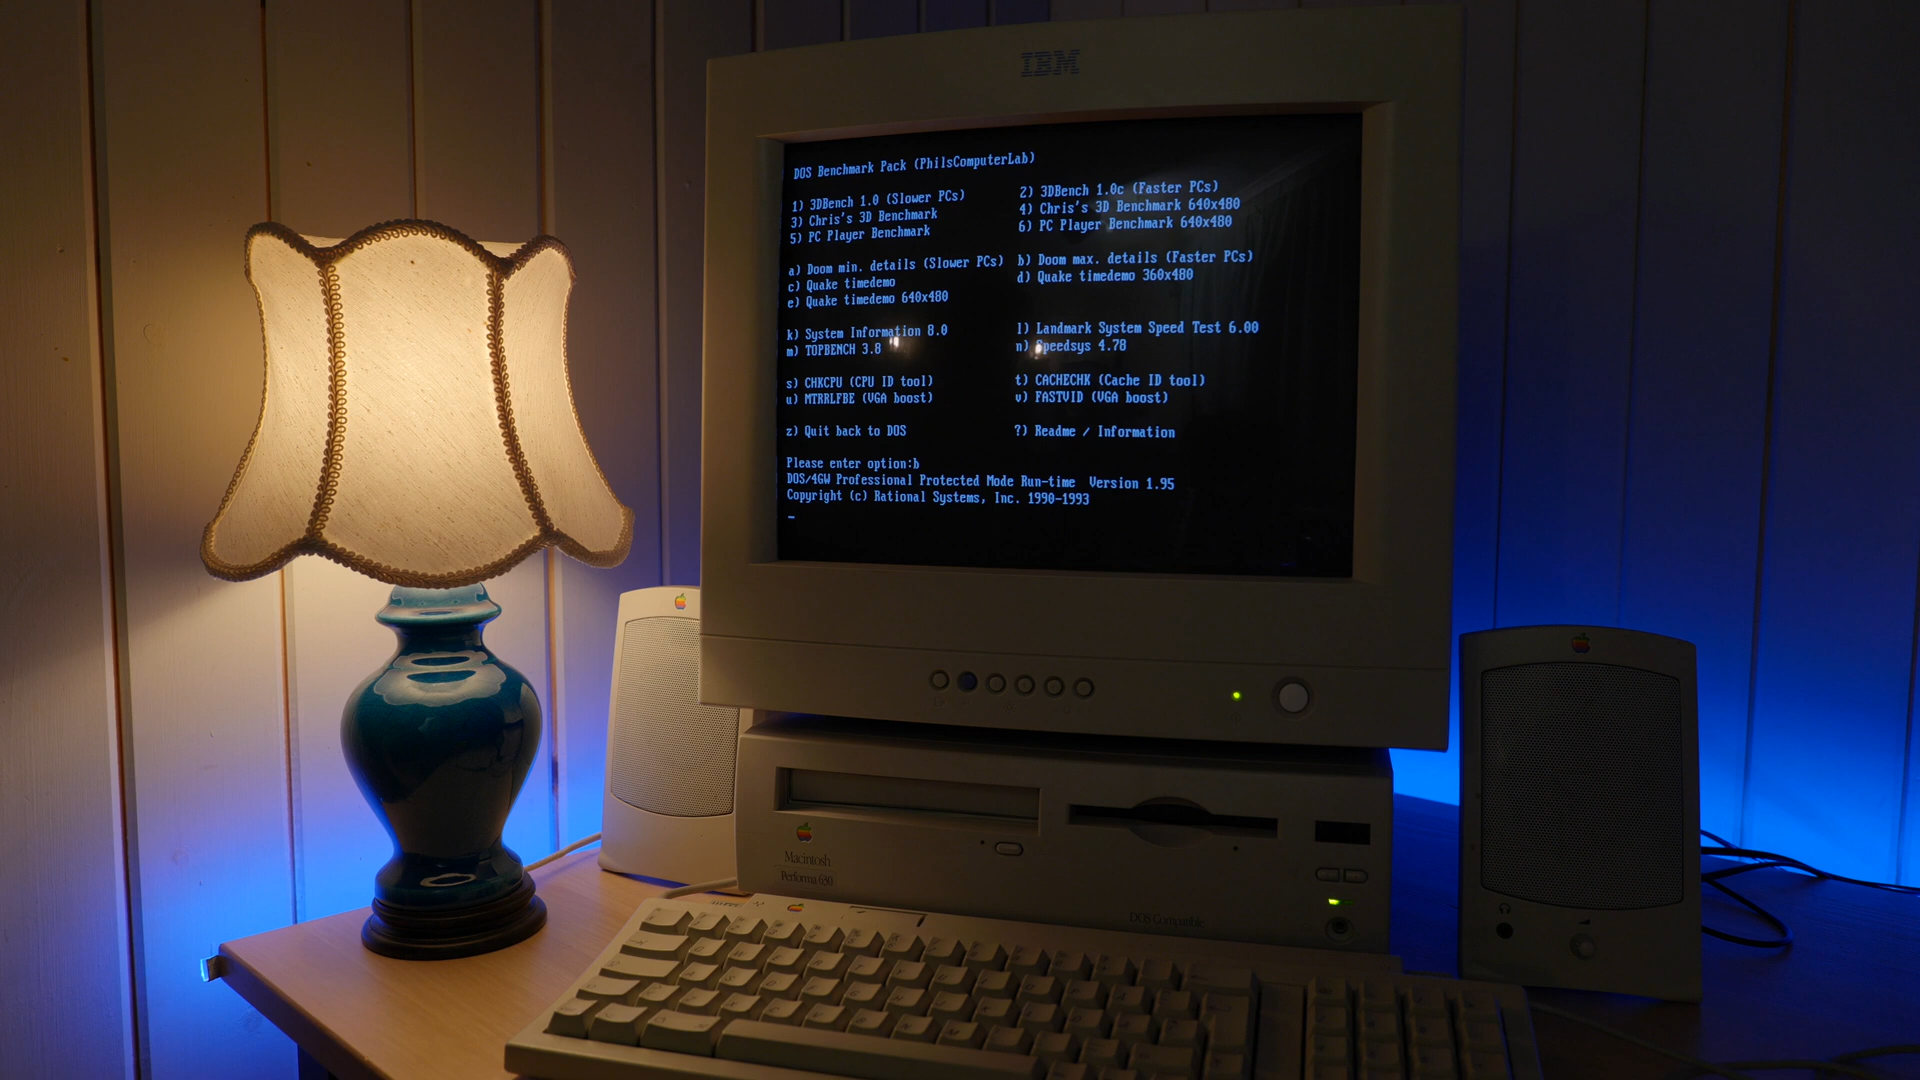 IBM
DOS Benchmark Pack (PhilsComputerLab)
1) 3DBench 1.0 (Slower PCs) 2) 3DBench 1.0c (Faster PCs)
3) Chris's 3D Benchmark 4) Chris's 3D Benchmark 640x480
5) PC Player Benchmark 6) PC Player Benchmark 640x480
a) Doom min. details (Slower PCs) b) Doom max. details (Faster PCs)
c) Quake timedemo d) Quake timedemo 360x480
e) Quake timedemo 640x480
k) System Information 8.0 l) Landmark System Speed Test 6.00
m) TOPBENCH 3.8 n) Speedsys 4.78
s) CHKCPU (CPU ID tool) t) CACHECHK (Cache ID tool)
u) MTRRLFBE (VGA boost) v) FASTVID (VGA boost)
z) Quit back to DOS ?) Readme / Information
Please enter option:b
DOS/4GW Professional Protected Mode Run-time Version 1.95
Copyright (c) Rational Systems, Inc. 1990-1993
_
Macintosh
Performa 630
DOS Compatible